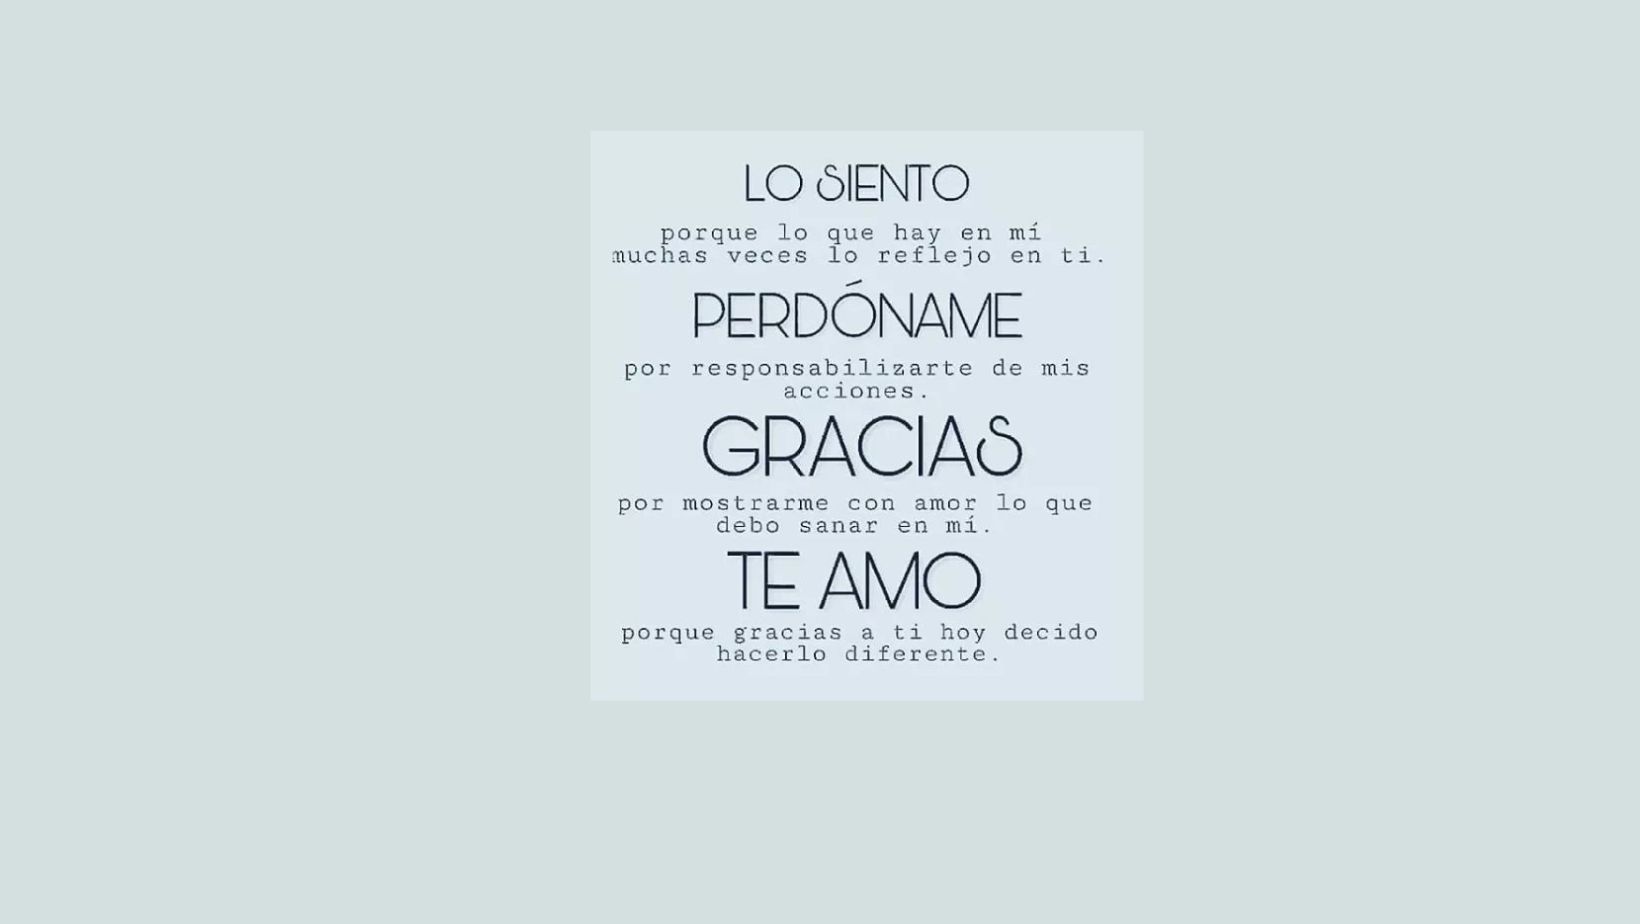 LO SIENTO
porque lo que hay en mí
muchas veces lo reflejo en ti.
PERDÓNAME
por responsabilizarte de mis
acciones.
GRACIAS
por mostrarme con amor lo que
debo sanar en mí.
TE AMO
porque gracias a ti hoy decido
hacerlo diferente.